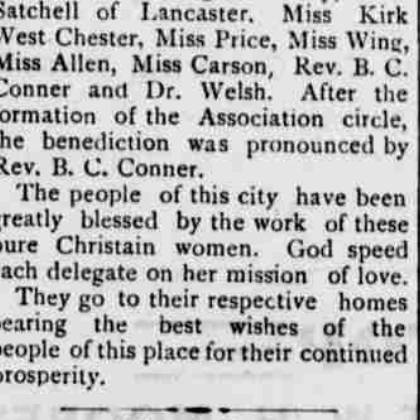 Satchell of Lancaster. Miss Kirk
West Chester, Miss Price, Miss Wing,
Miss Allen, Miss Carson, Rev. B. C.
Conner and Dr. Welsh. After the
formation of the Association circle,
the benediction was pronounced by
Rev. B. C. Conner.
The people of this city have been
greatly blessed by the work of these
pure Christain women. God speed
each delegate on her mission of love.
They go to their respective homes
bearing the best wishes of the
people of this place for their continued
prosperity.